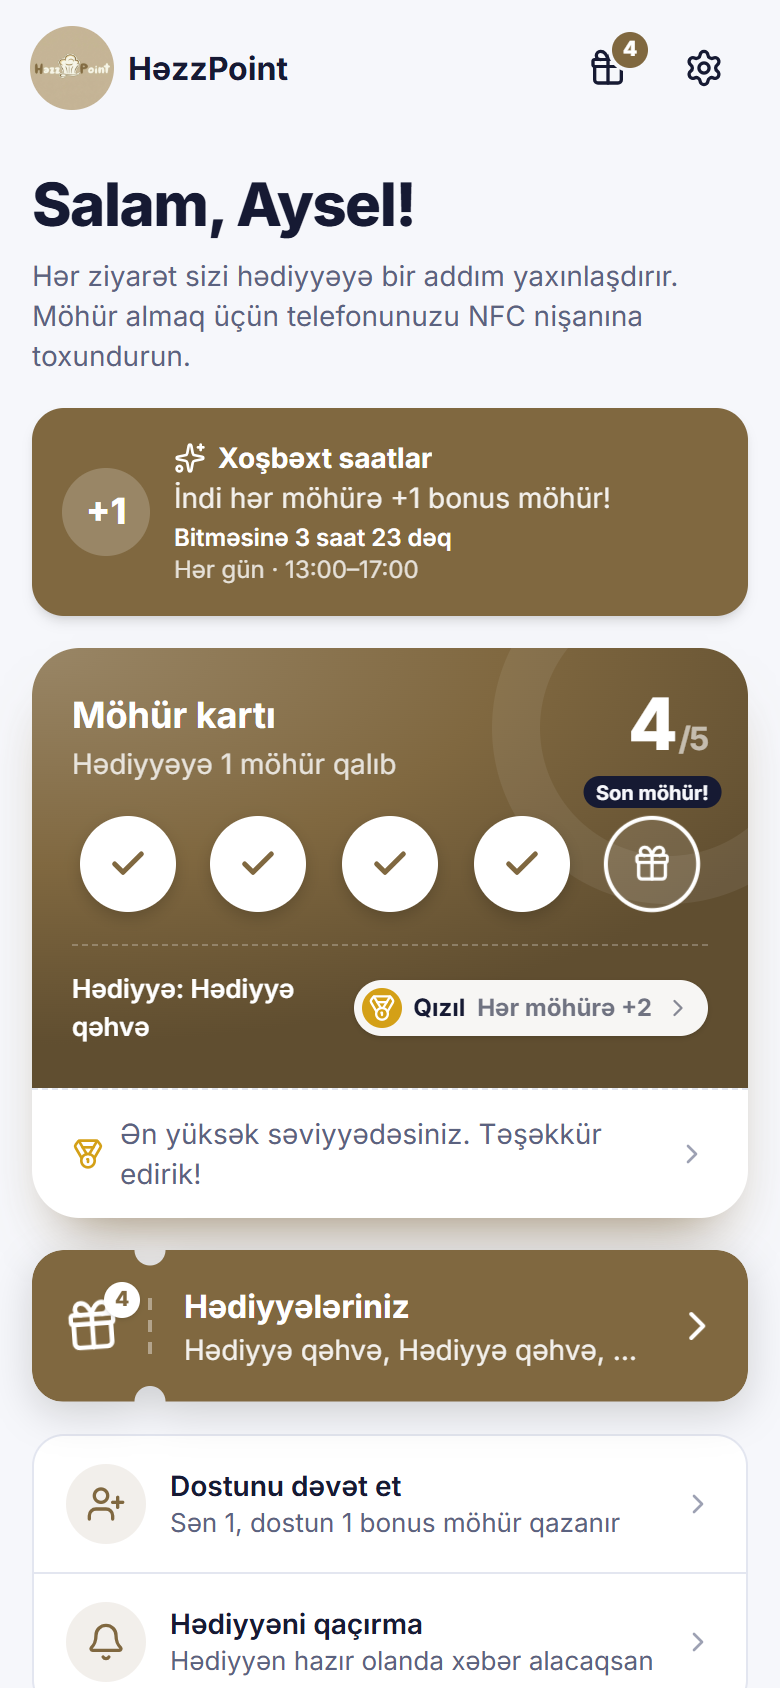 HəzzPoint
HəzzPoint
4
Salam, Aysel!
Hər ziyarət sizi hədiyyəyə bir addım yaxınlaşdırır.
Möhür almaq üçün telefonunuzu NFC nişanına
toxundurun.
+1
Xoşbəxt saatlar
İndi hər möhürə +1 bonus möhür!
Bitməsinə 3 saat 23 dəq
Hər gün · 13:00–17:00
Möhür kartı
4/5
Hədiyyəyə 1 möhür qalıb
Son möhür!
Hədiyyə: Hədiyyə
qəhvə
Qızıl Hər möhürə +2
Ən yüksək səviyyədəsiniz. Təşəkkür
edirik!
4
Hədiyyələriniz
Hədiyyə qəhvə, Hədiyyə qəhvə, ...
Dostunu dəvət et
Sən 1, dostun 1 bonus möhür qazanır
Hədiyyəni qaçırma
Hədiyyən hazır olanda xəbər alacaqsan